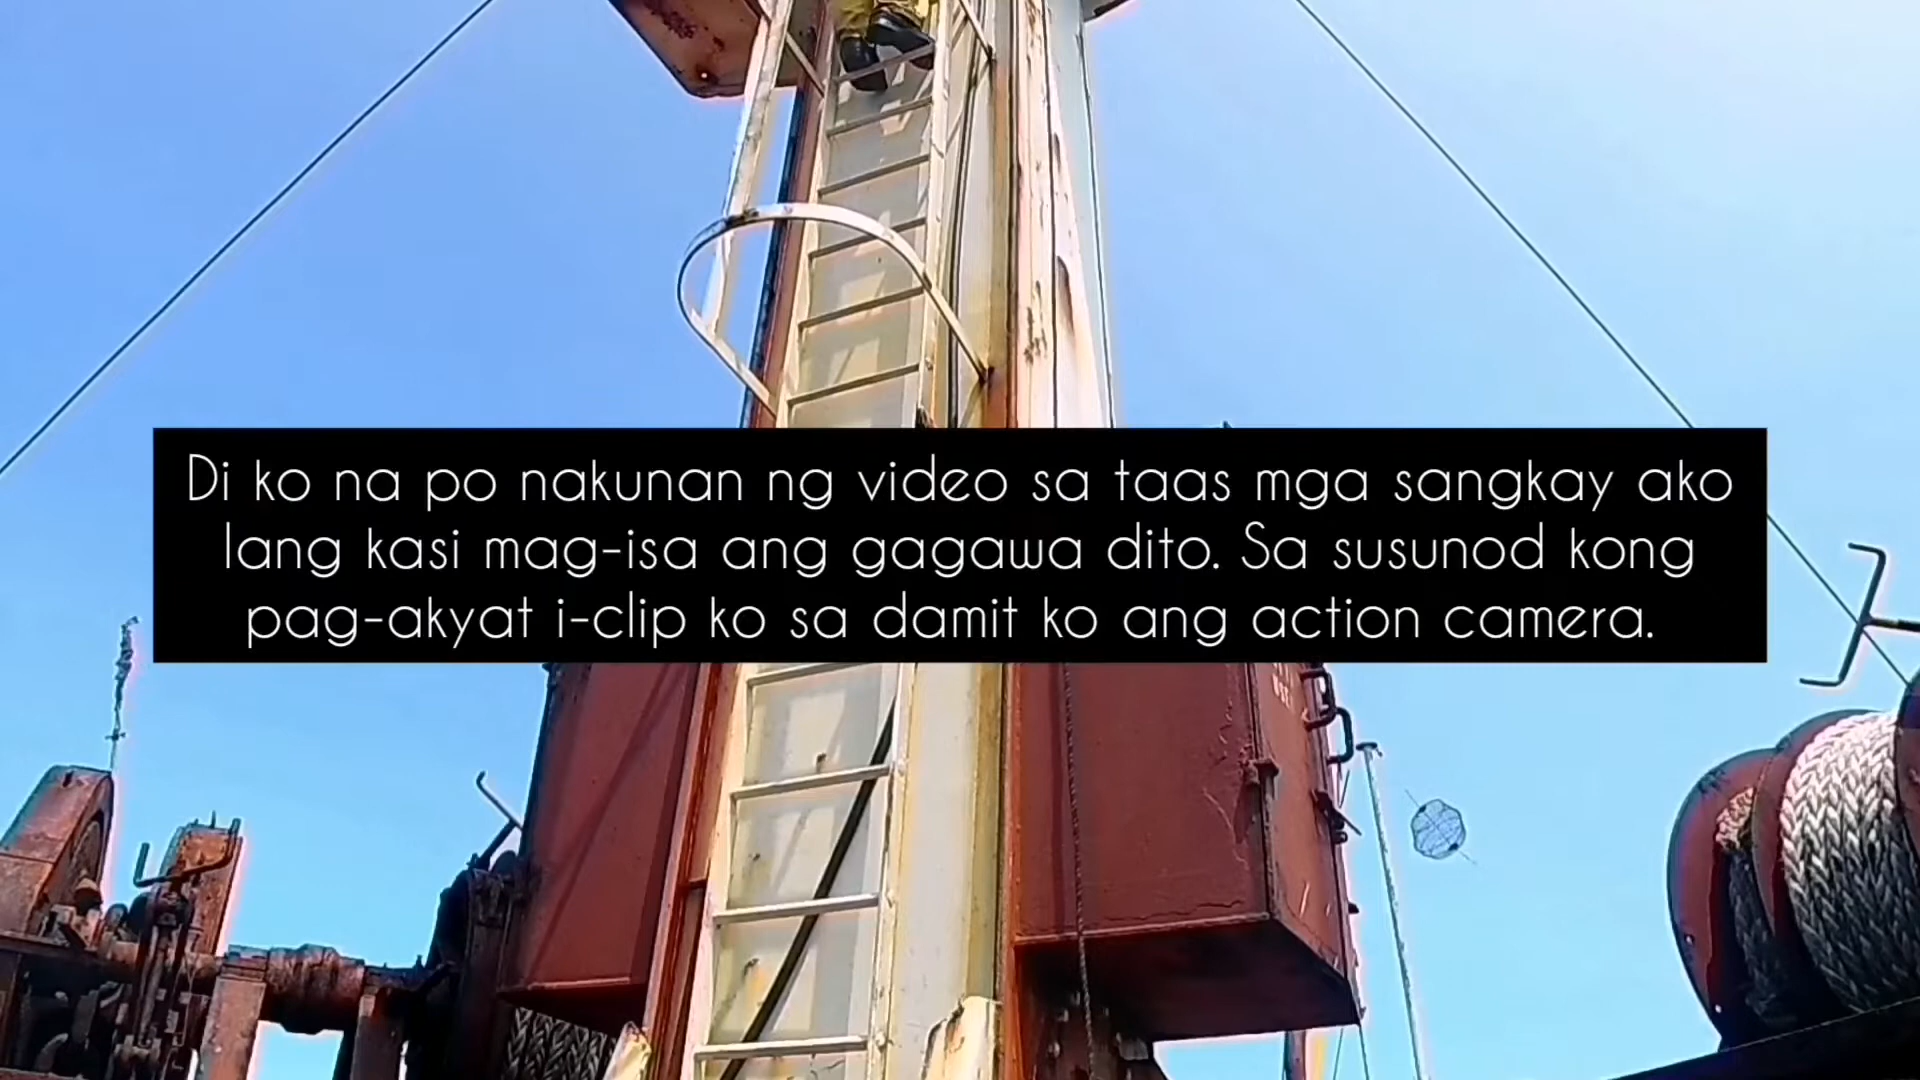 Di ko na po nakunan ng video sa taas mga sangkay ako
lang kasi mag-isa ang gagawa dito. Sa susunod kong
pag-akyat i-clip ko sa damit ko ang action camera.